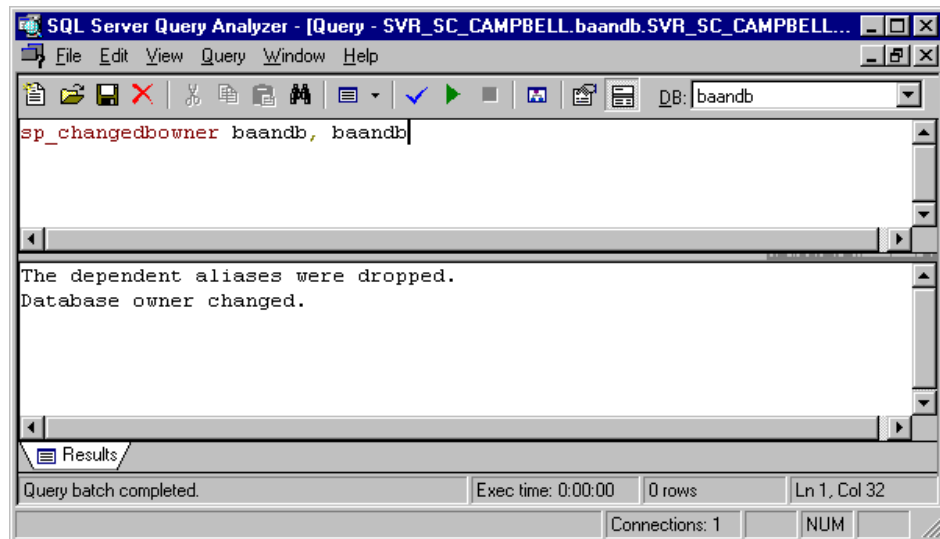 SQL Server Query Analyzer - [Query - SVR_SC_CAMPBELL.baandb.SVR_SC_CAMPBELL...
File Edit View Query Window Help
DB: baandb
sp_changedbowner baandb, baandb
The dependent aliases were dropped.
Database owner changed.
Results
Query batch completed. Exec time: 0:00:00 0 rows Ln 1, Col 32
Connections: 1 NUM